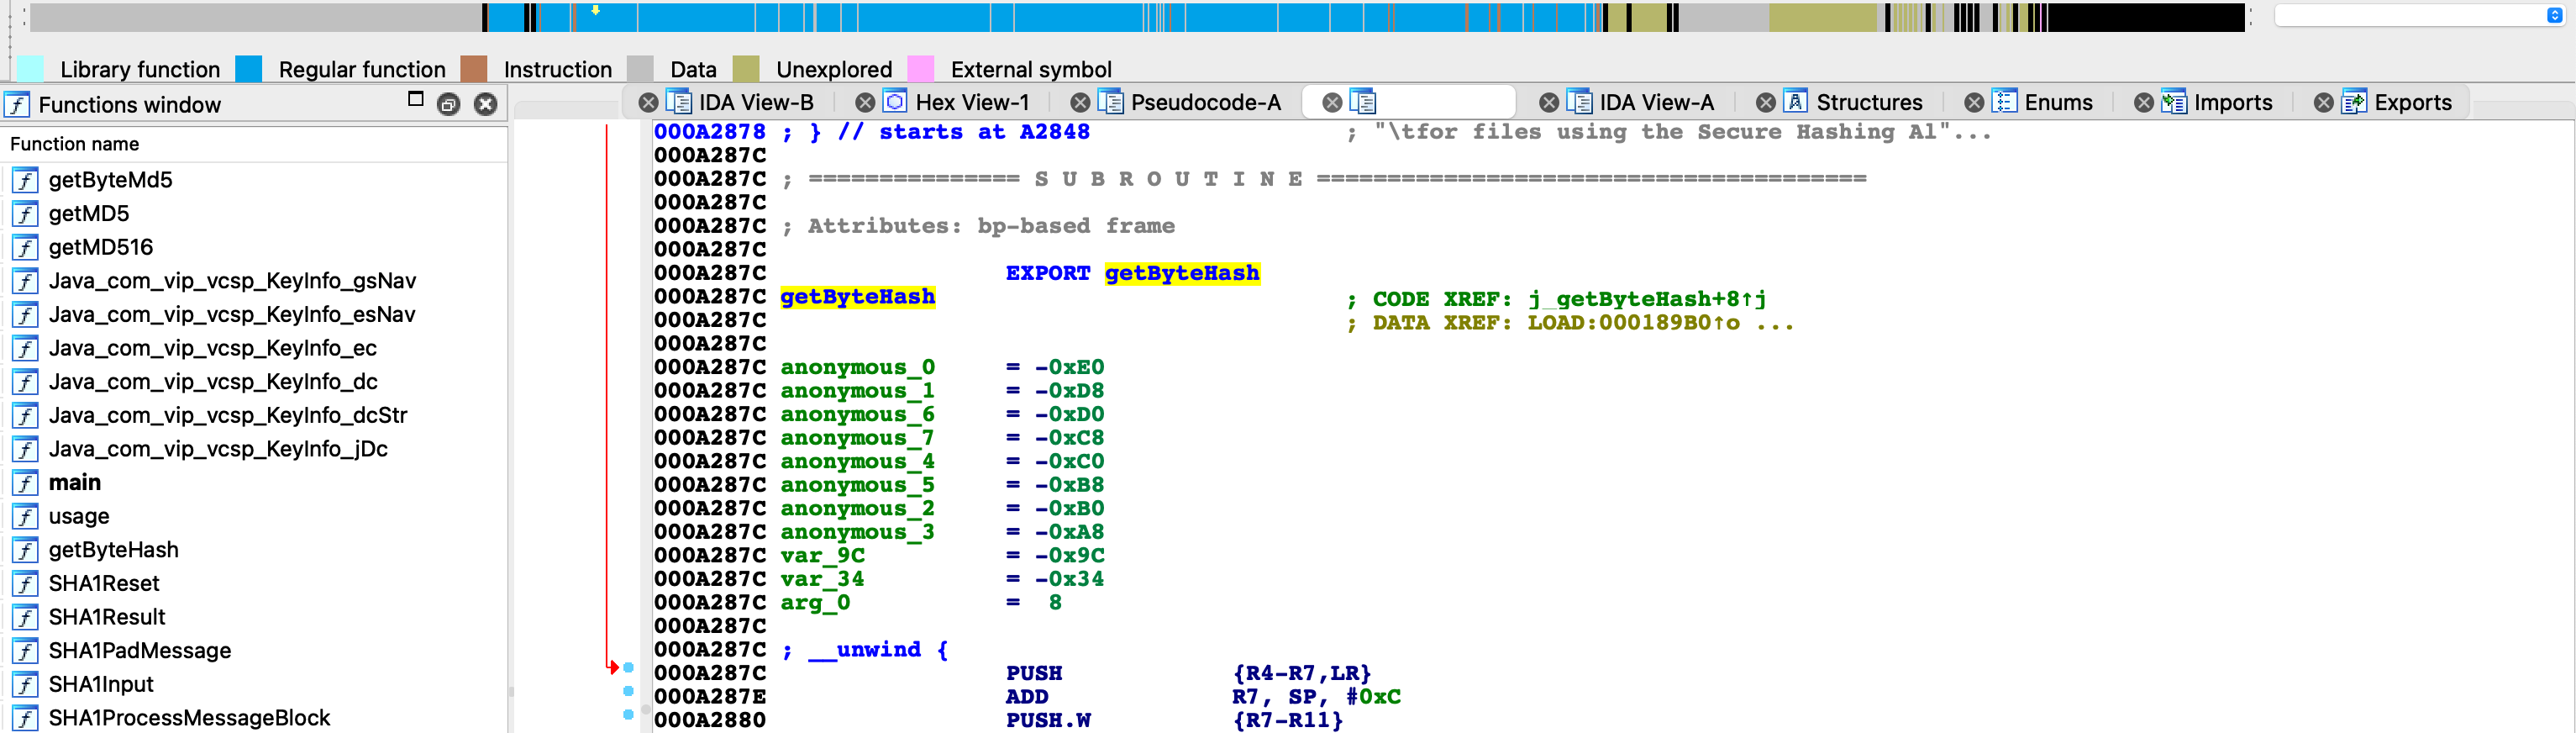 Library function Regular function Instruction Data Unexplored External symbol
Functions window
IDA View-B Hex View-1 Pseudocode-A IDA View-A Structures Enums Imports Exports
Function name
getByteMd5
getMD5
getMD516
Java_com_vip_vcsp_KeyInfo_gsNav
Java_com_vip_vcsp_KeyInfo_esNav
Java_com_vip_vcsp_KeyInfo_ec
Java_com_vip_vcsp_KeyInfo_dc
Java_com_vip_vcsp_KeyInfo_dcStr
Java_com_vip_vcsp_KeyInfo_jDc
main
usage
getByteHash
SHA1Reset
SHA1Result
SHA1PadMessage
SHA1Input
SHA1ProcessMessageBlock
000A2878 ; } // starts at A2848 ; "\tfor files using the Secure Hashing Al"...
000A287C
000A287C ; =============== S U B R O U T I N E =======================================
000A287C
000A287C ; Attributes: bp-based frame
000A287C
000A287C EXPORT getByteHash
000A287C getByteHash ; CODE XREF: j_getByteHash+8↑j
000A287C ; DATA XREF: LOAD:000189B0↑o ...
000A287C
000A287C anonymous_0 = -0xE0
000A287C anonymous_1 = -0xD8
000A287C anonymous_6 = -0xD0
000A287C anonymous_7 = -0xC8
000A287C anonymous_4 = -0xC0
000A287C anonymous_5 = -0xB8
000A287C anonymous_2 = -0xB0
000A287C anonymous_3 = -0xA8
000A287C var_9C = -0x9C
000A287C var_34 = -0x34
000A287C arg_0 = 8
000A287C
000A287C ; __unwind {
000A287C PUSH {R4-R7,LR}
000A287E ADD R7, SP, #0xC
000A2880 PUSH.W {R7-R11}